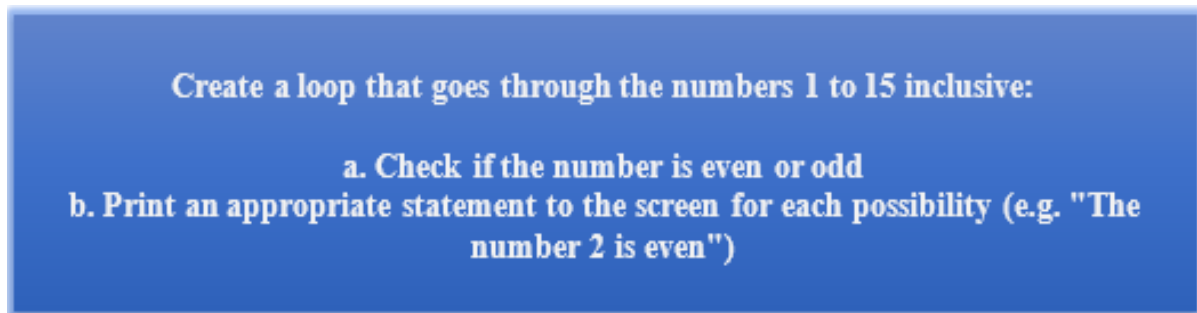 Create a loop that goes through the numbers 1 to 15 inclusive:
a. Check if the number is even or odd
b. Print an appropriate statement to the screen for each possibility (e.g. "The
number 2 is even")